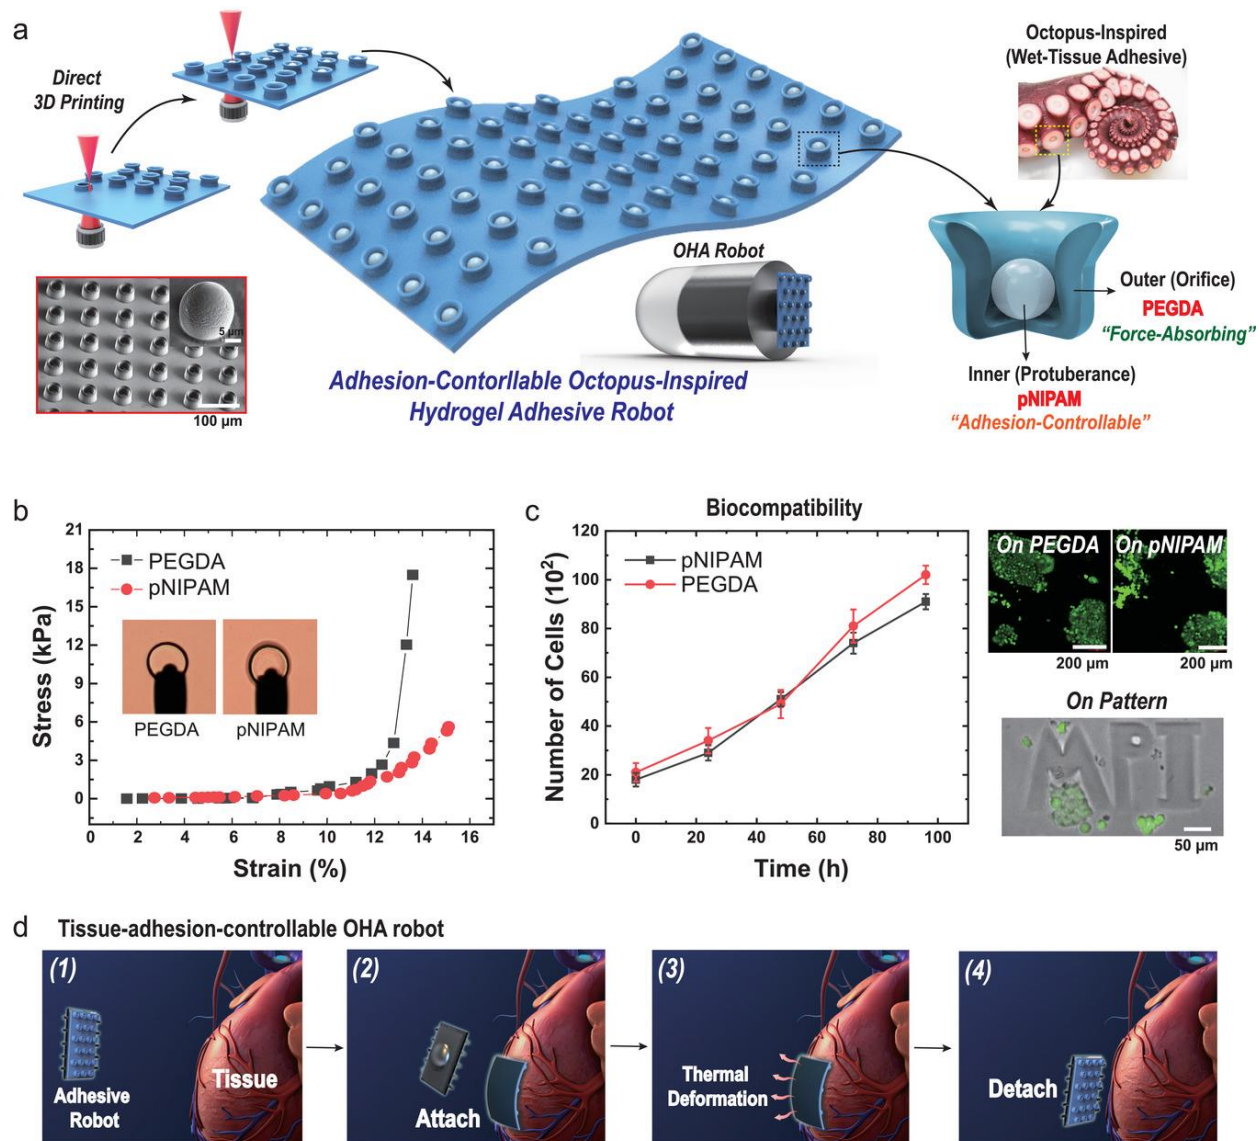 a
Direct
3D Printing
Octopus-Inspired
(Wet-Tissue Adhesive)
OHA Robot
5 µm
100 µm
Adhesion-Contorllable Octopus-Inspired
Hydrogel Adhesive Robot
Outer (Orifice)
PEGDA
“Force-Absorbing”
Inner (Protuberance)
pNIPAM
“Adhesion-Controllable”
b
Stress (kPa)
21
18
15
12
9
6
3
0
PEGDA
pNIPAM
PEGDA
pNIPAM
0 2 4 6 8 10 12 14 16
Strain (%)
c
Biocompatibility
Number of Cells (10²)
120
100
80
60
40
20
0
pNIPAM
PEGDA
0 20 40 60 80 100
Time (h)
On PEGDA
On pNIPAM
200 µm
200 µm
On Pattern
MPI
50 µm
d
Tissue-adhesion-controllable OHA robot
(1)
Adhesive
Robot
Tissue
(2)
Attach
(3)
Thermal
Deformation
(4)
Detach